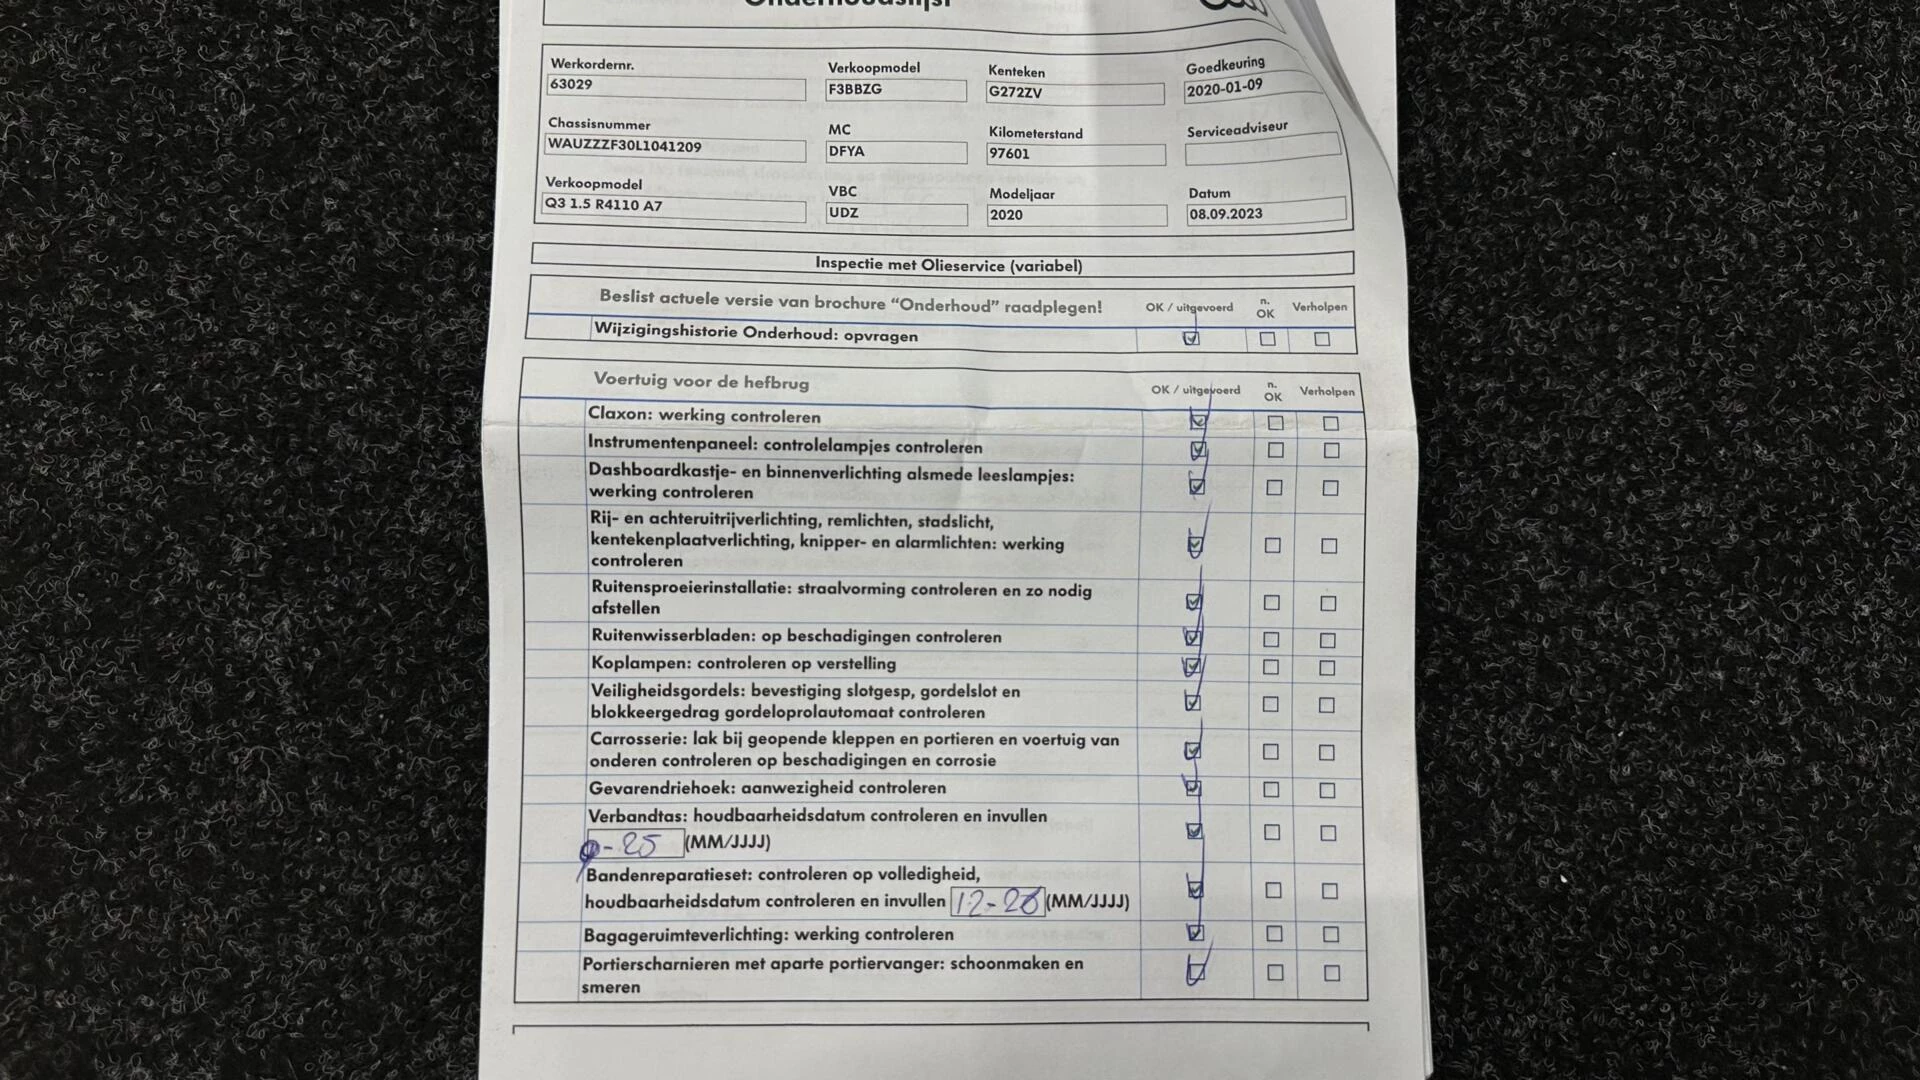 Onderhoudslijst
Werkordernr. Verkoopmodel Kenteken Goedkeuring
63029 F3BBZG G272ZV 2020-01-09
Chassisnummer MC Kilometerstand Serviceadviseur
WAUZZZF30L1041209 DFYA 97601
Verkoopmodel VBC Modeljaar Datum
Q3 1.5 R4110 A7 UDZ 2020 08.09.2023
Inspectie met Olieservice (variabel)
Beslist actuele versie van brochure “Onderhoud” raadplegen! OK / uitgevoerd n. OK Verholpen
Wijzigingshistorie Onderhoud: opvragen
Voertuig voor de hefbrug OK / uitgevoerd n. OK Verholpen
Claxon: werking controleren
Instrumentenpaneel: controlelampjes controleren
Dashboardkastje- en binnenverlichting alsmede leeslampjes:
werking controleren
Rij- en achteruitrijverlichting, remlichten, stadslicht,
kentekenplaatverlichting, knipper- en alarmlichten: werking
controleren
Ruitensproeierinstallatie: straalvorming controleren en zo nodig
afstellen
Ruitenwisserbladen: op beschadigingen controleren
Koplampen: controleren op verstelling
Veiligheidsgordels: bevestiging slotgesp, gordelslot en
blokkeergedrag gordeloprolautomaat controleren
Carrosserie: lak bij geopende kleppen en portieren en voertuig van
onderen controleren op beschadigingen en corrosie
Gevarendriehoek: aanwezigheid controleren
Verbandtas: houdbaarheidsdatum controleren en invullen
-25 (MM/JJJJ)
Bandenreparatieset: controleren op volledigheid,
houdbaarheidsdatum controleren en invullen 12-26 (MM/JJJJ)
Bagageruimteverlichting: werking controleren
Portierscharnieren met aparte portiervanger: schoonmaken en
smeren